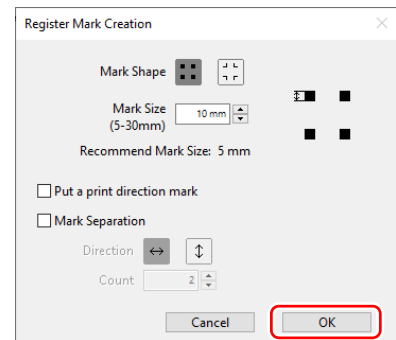 Register Mark Creation
Mark Shape
Mark Size
(5-30mm)
10 mm
Recommend Mark Size: 5 mm
Put a print direction mark
Mark Separation
Direction
Count
2
Cancel
OK